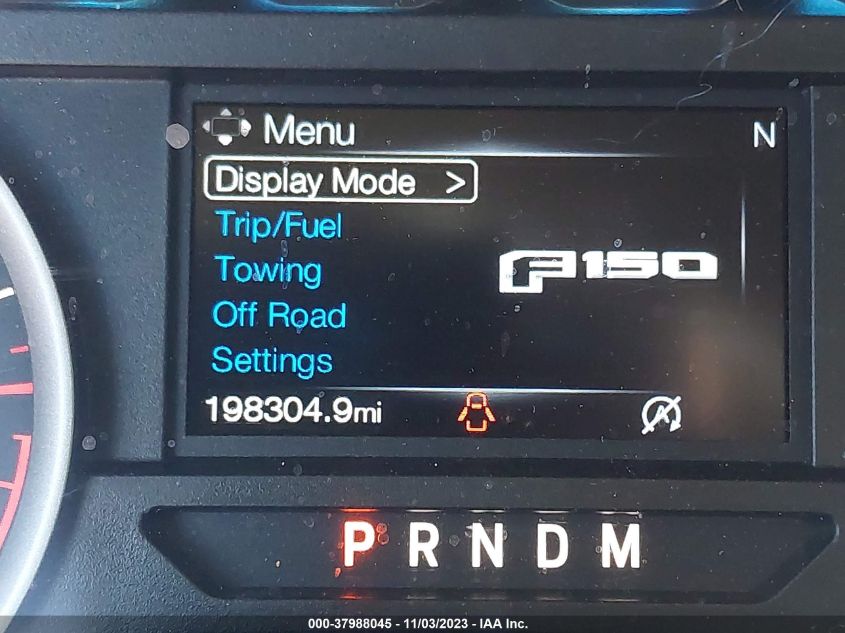 Menu N
Display Mode >
Trip/Fuel
Towing
F150
Off Road
Settings
198304.9mi A
P R N D M
000-37988045 - 11/03/2023 - IAA Inc.